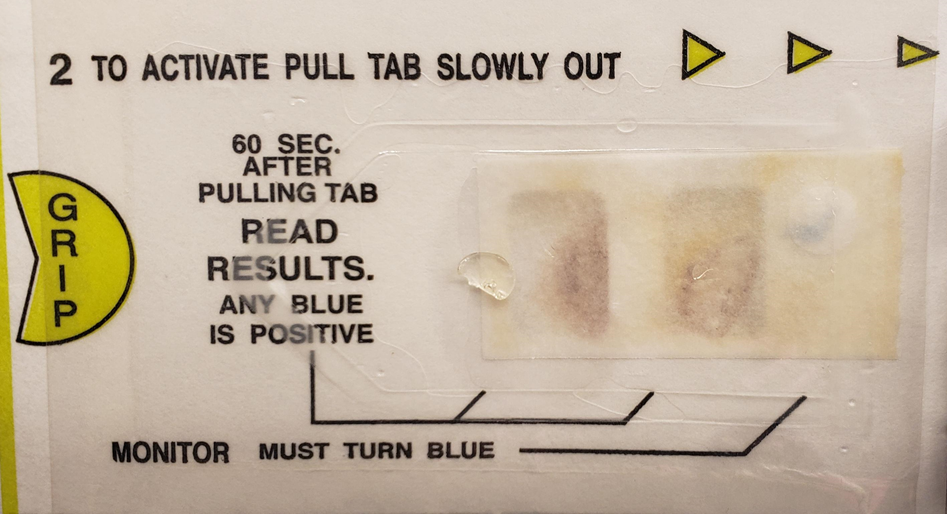 2 TO ACTIVATE PULL TAB SLOWLY OUT
60 SEC.
AFTER
PULLING TAB
READ
RESULTS.
ANY BLUE
IS POSITIVE
GRIP
MONITOR MUST TURN BLUE